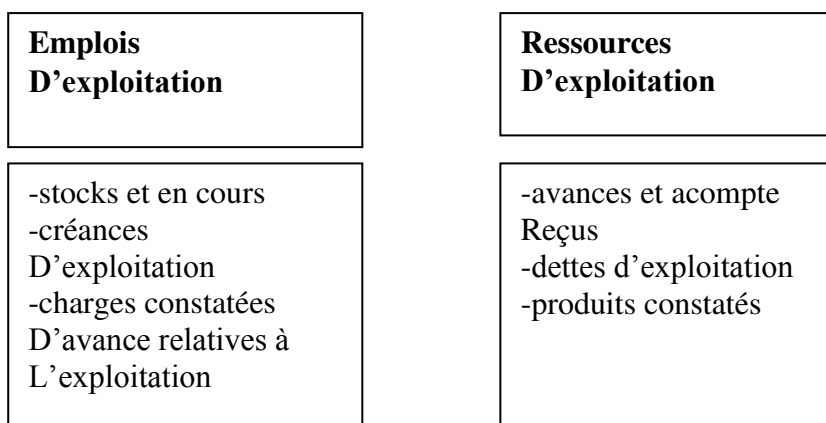 Emplois
D’exploitation
Ressources
D’exploitation
-stocks et en cours
-créances
D’exploitation
-charges constatées
D’avance relatives à
L’exploitation
-avances et acompte
Reçus
-dettes d’exploitation
-produits constatés